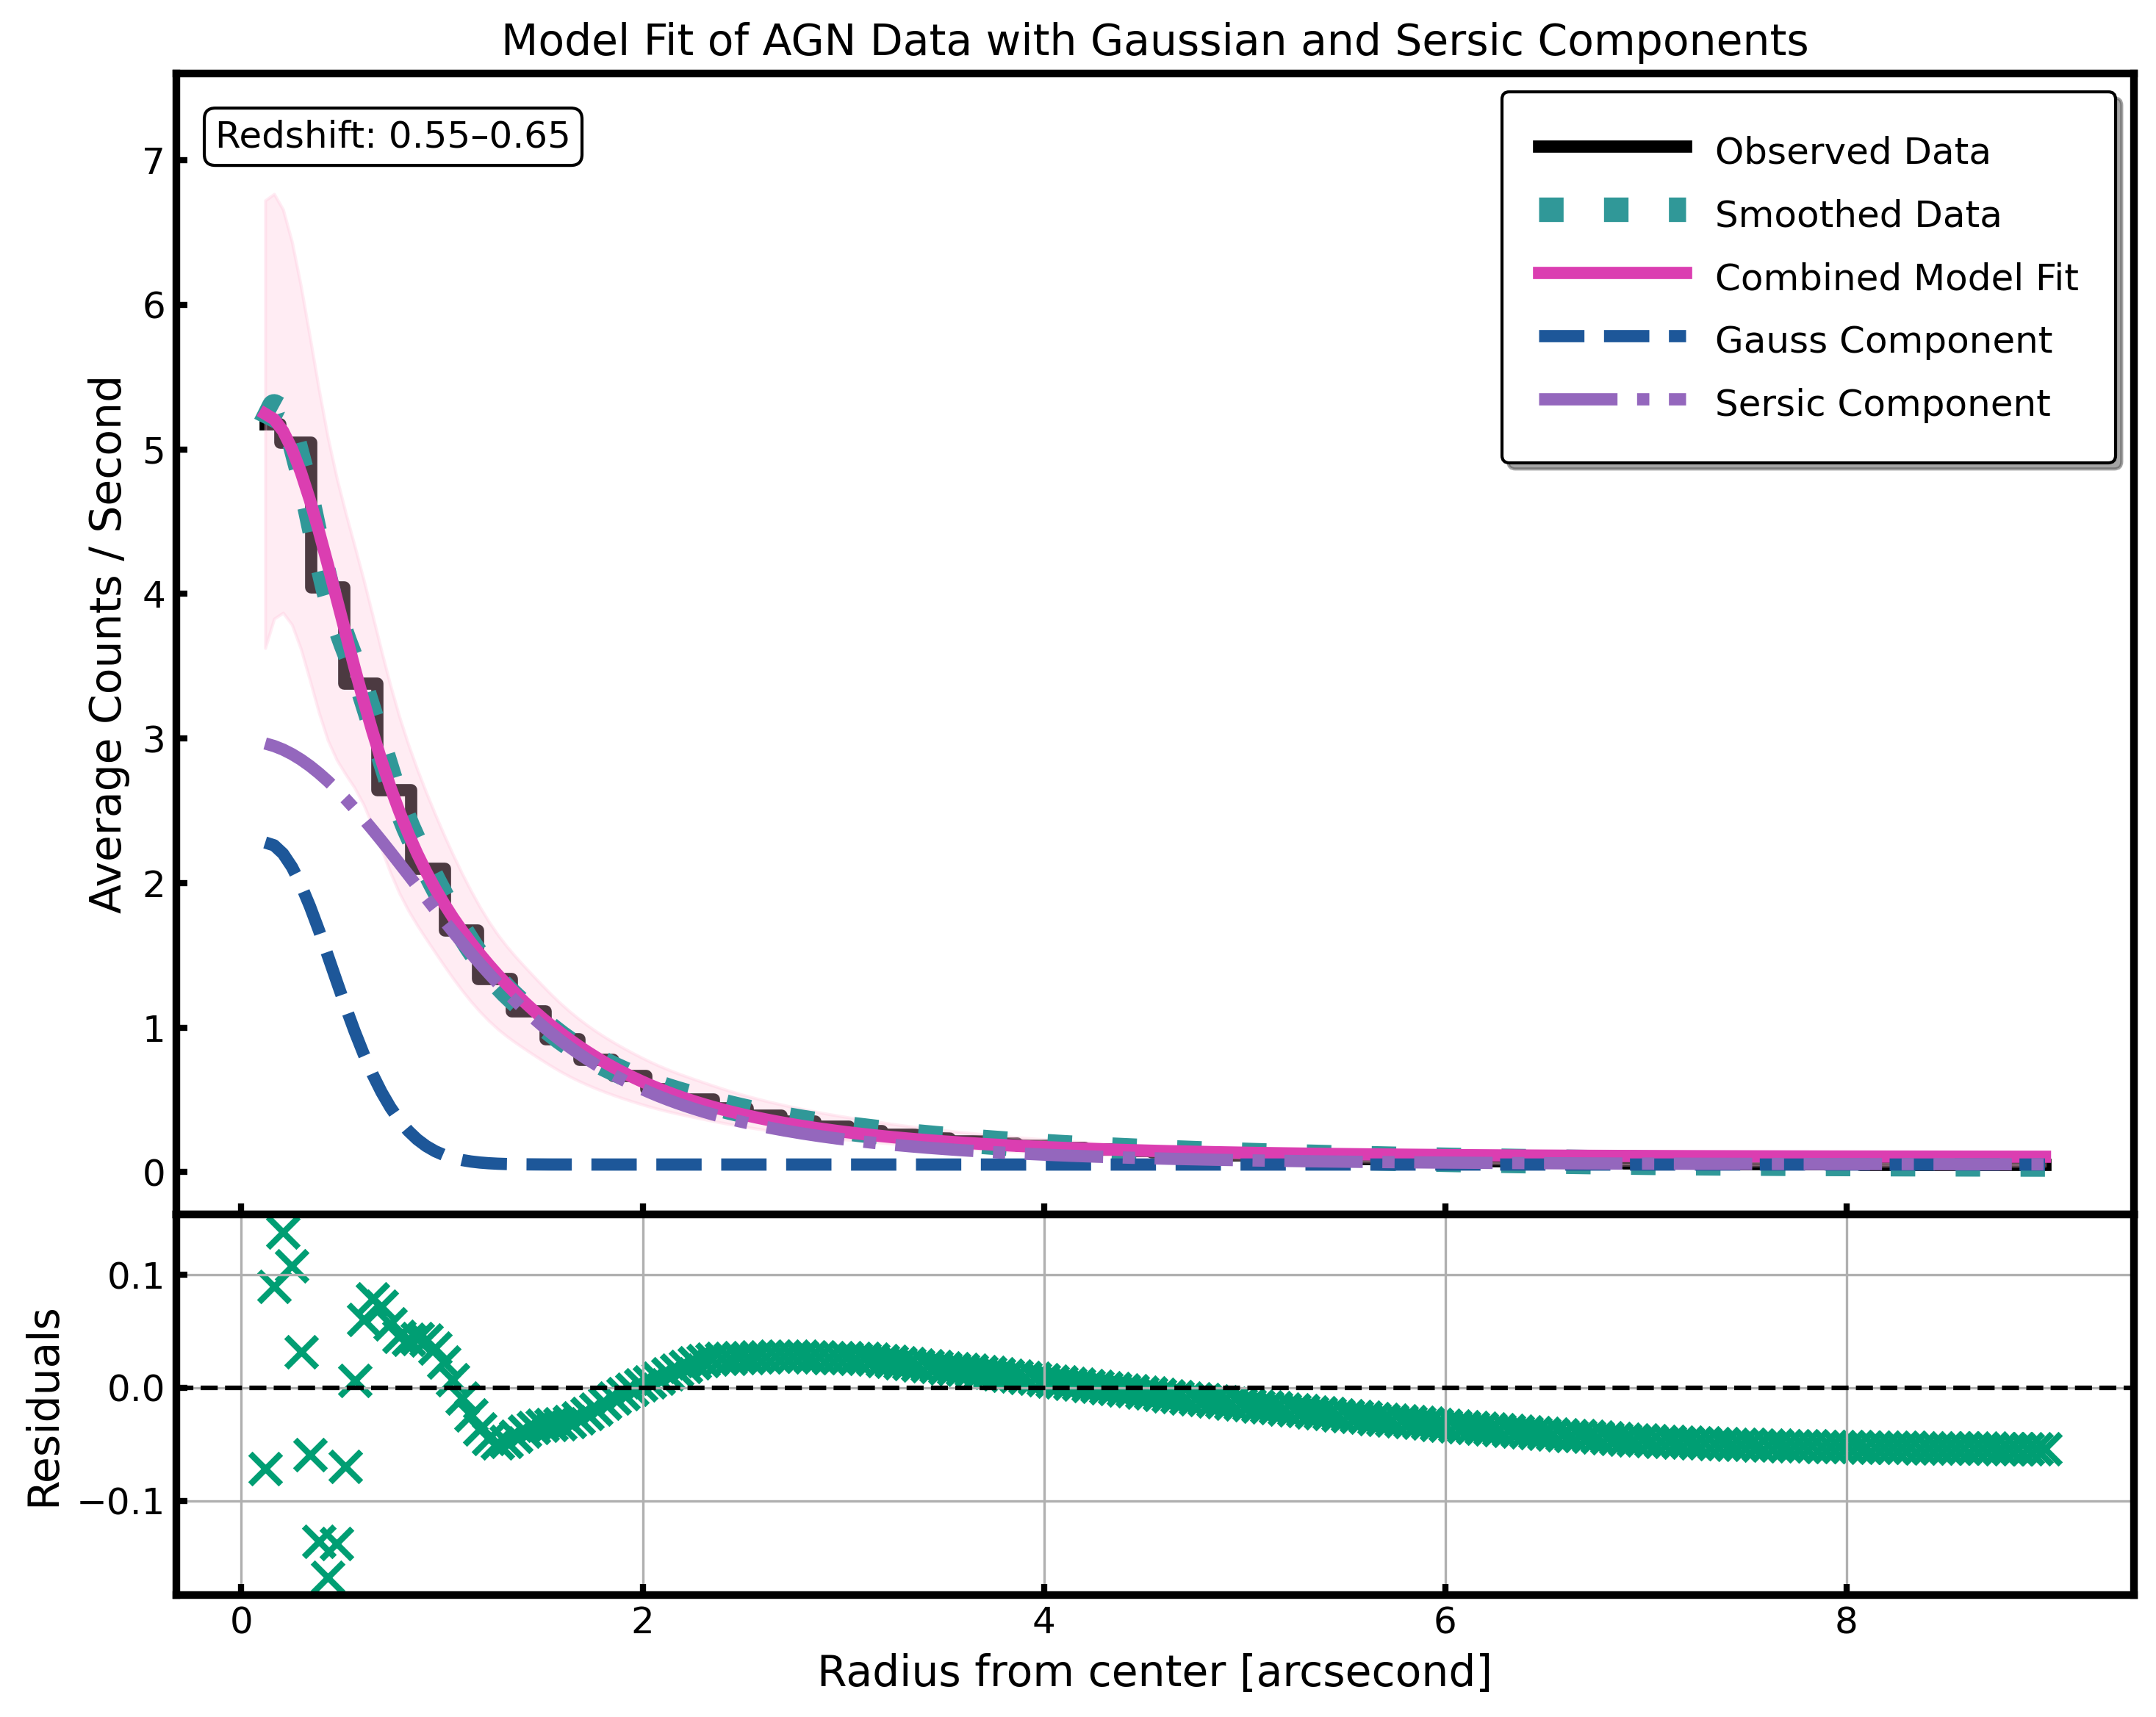 Model Fit of AGN Data with Gaussian and Sersic Components
Redshift: 0.55–0.65
Observed Data
Smoothed Data
Combined Model Fit
Gauss Component
Sersic Component
Average Counts / Second
7
6
5
4
3
2
1
0
Residuals
0.1
0.0
−0.1
0 2 4 6 8
Radius from center [arcsecond]